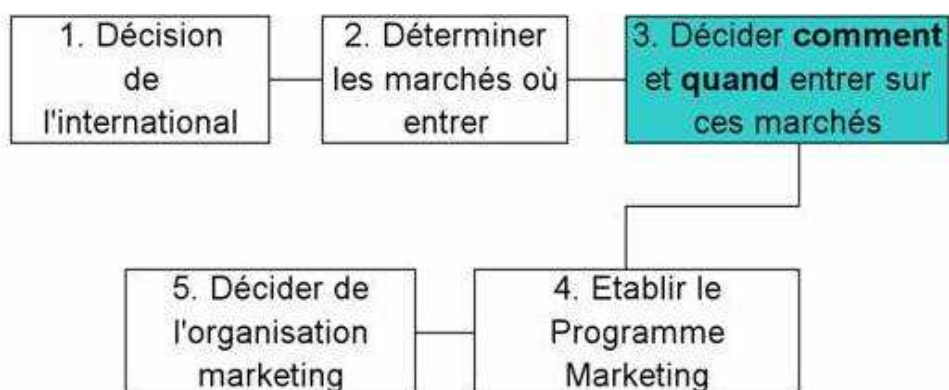 1. Décision
de
l'international
2. Déterminer
les marchés où
entrer
3. Décider comment
et quand entrer sur
ces marchés
4. Etablir le
Programme
Marketing
5. Décider de
l'organisation
marketing